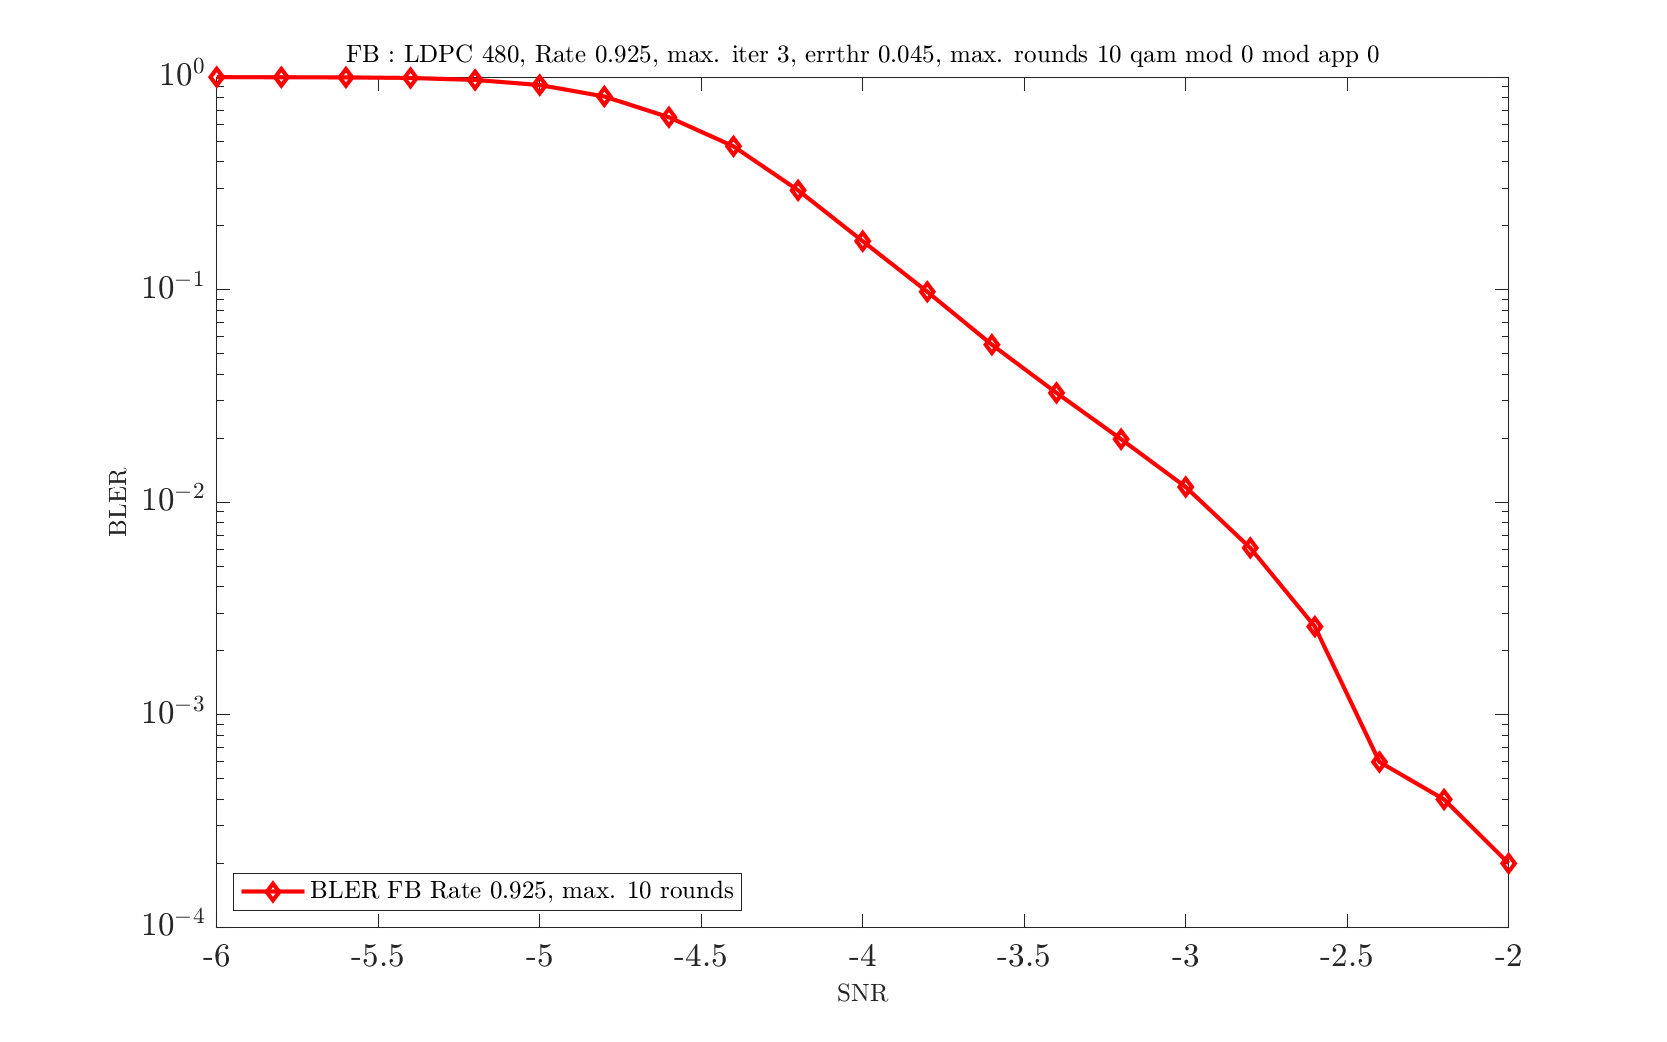 FB : LDPC 480, Rate 0.925, max. iter 3, errthr 0.045, max. rounds 10 qam mod 0 mod app 0
10^0
10^-1
10^-2
10^-3
10^-4
BLER
BLER FB Rate 0.925, max. 10 rounds
-6 -5.5 -5 -4.5 -4 -3.5 -3 -2.5 -2
SNR